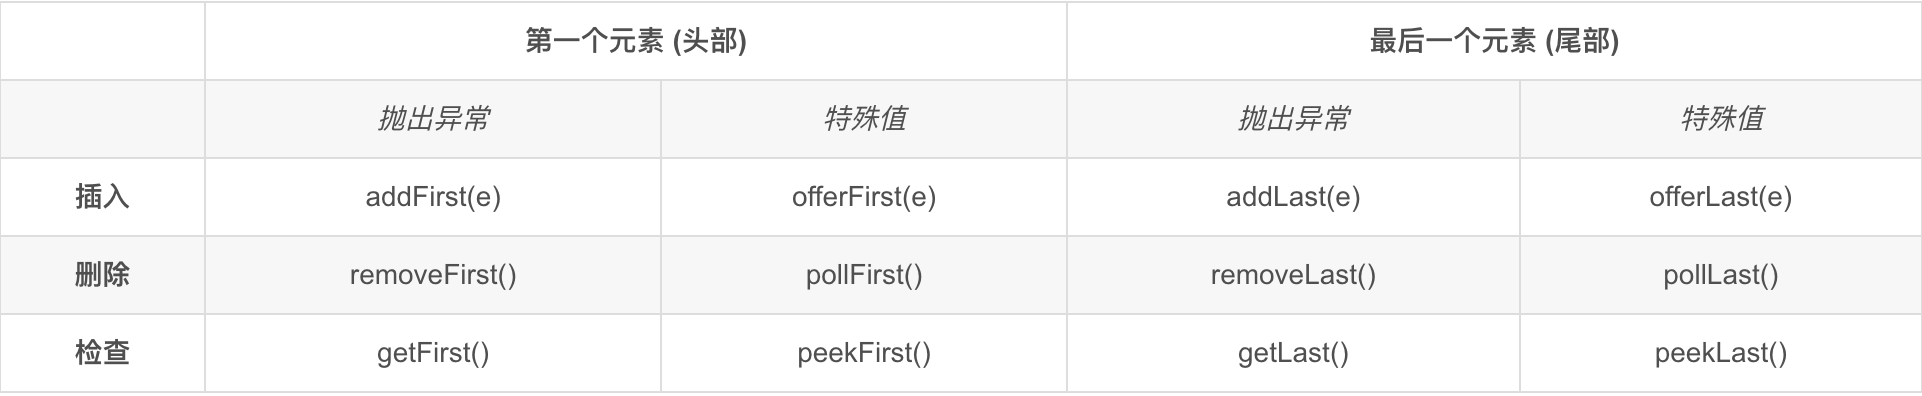 第一个元素 (头部) 最后一个元素 (尾部)
抛出异常 特殊值 抛出异常 特殊值
插入 addFirst(e) offerFirst(e) addLast(e) offerLast(e)
删除 removeFirst() pollFirst() removeLast() pollLast()
检查 getFirst() peekFirst() getLast() peekLast()